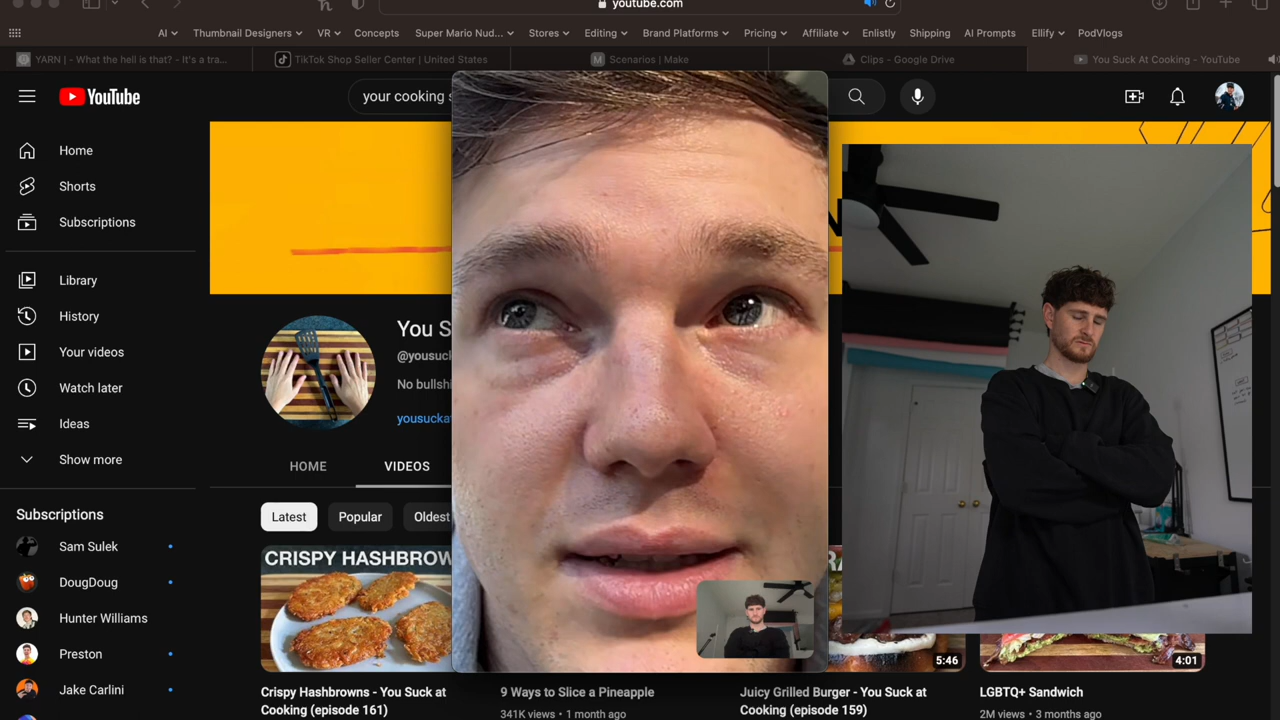 youtube.com
AI
Thumbnail Designers
VR
Concepts
Super Mario Nud...
Stores
Editing
Brand Platforms
Pricing
Affiliate
Enlistly
Shipping
AI Prompts
Ellify
PodVlogs
YARN | - What the hell is that? - It's a tra...
TikTok Shop Seller Center | United States
Scenarios | Make
Clips - Google Drive
You Suck At Cooking - YouTube
YouTube
your cooking s
Home
Shorts
Subscriptions
Library
History
Your videos
Watch later
Ideas
Show more
Subscriptions
Sam Sulek
DougDoug
Hunter Williams
Preston
Jake Carlini
N
You S
@yousuck
No bullshi
yousucka
HOME
VIDEOS
Latest
Popular
Oldest
CRISPY HASHBROW
5:46
4:01
Crispy Hashbrowns - You Suck at
Cooking (episode 161)
9 Ways to Slice a Pineapple
341K views • 1 month ago
Juicy Grilled Burger - You Suck at
Cooking (episode 159)
LGBTQ+ Sandwich
2M views • 3 months ago